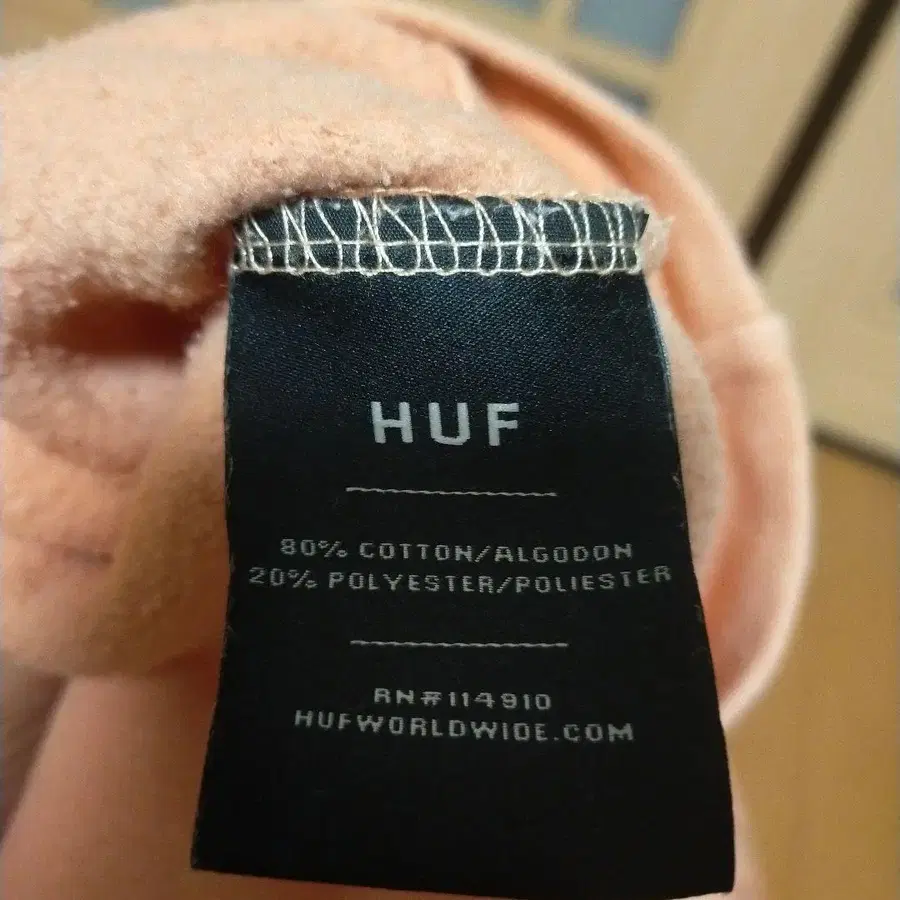 HUF
80% COTTON/ALGODON
20% POLYESTER/POLIESTER
RN#114910
HUFWORLDWIDE.COM